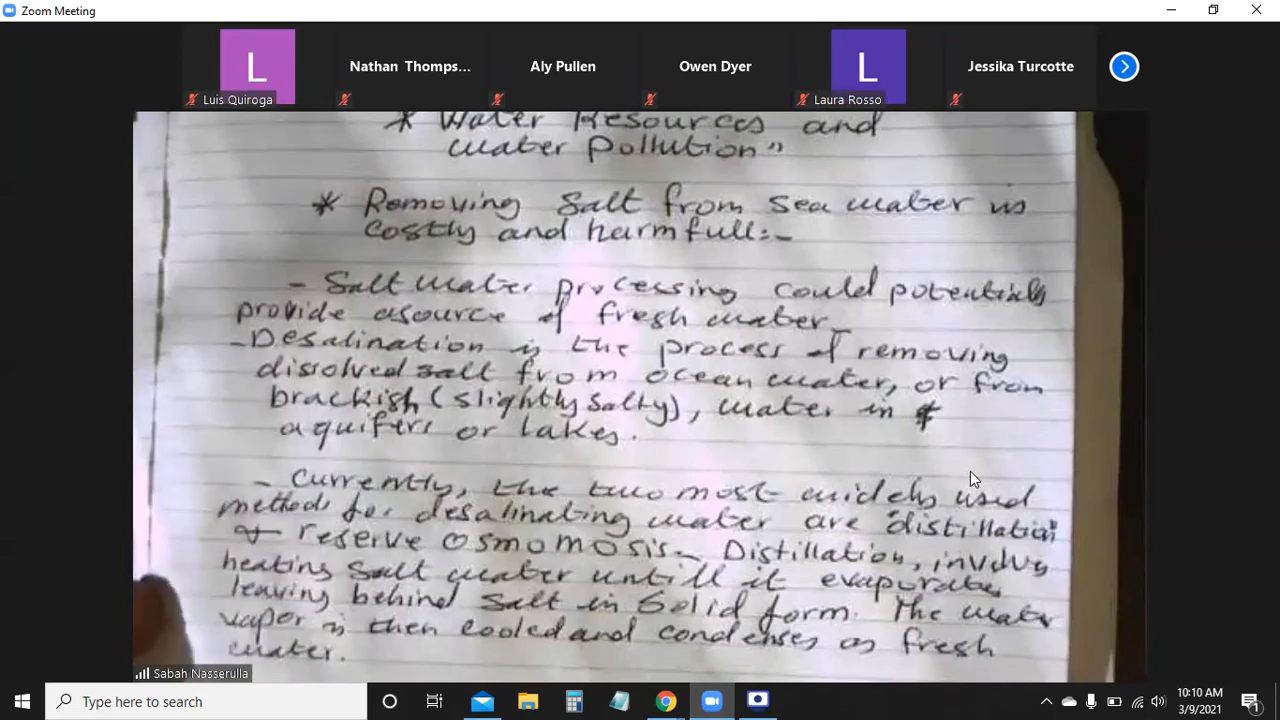 Zoom Meeting
L
Luis Quiroga
Nathan Thomps...
Aly Pullen
Owen Dyer
L
Laura Rosso
Jessika Turcotte
* Water Resources and
water Pollution"
* Removing Salt from sea water is
costly and harmfull:-
- Salt water processing could potentially
provide a source of fresh water_
- Desalination is the process of removing
dissolved salt from ocean water, or from
brackish (slightly salty), water in
aquifers or lakes.
- Currently, the two most widely used
methods for desalinating water are "distillation"
& reserve osmomosis_ Distillation, involves
heating salt water untill it evaporates
leaving behind salt in Solid form. The water
vapor is then cooled and condenses as fresh
water.
Sabah Nasserulla
Type here to search
10:10 AM
3/9/2021
1